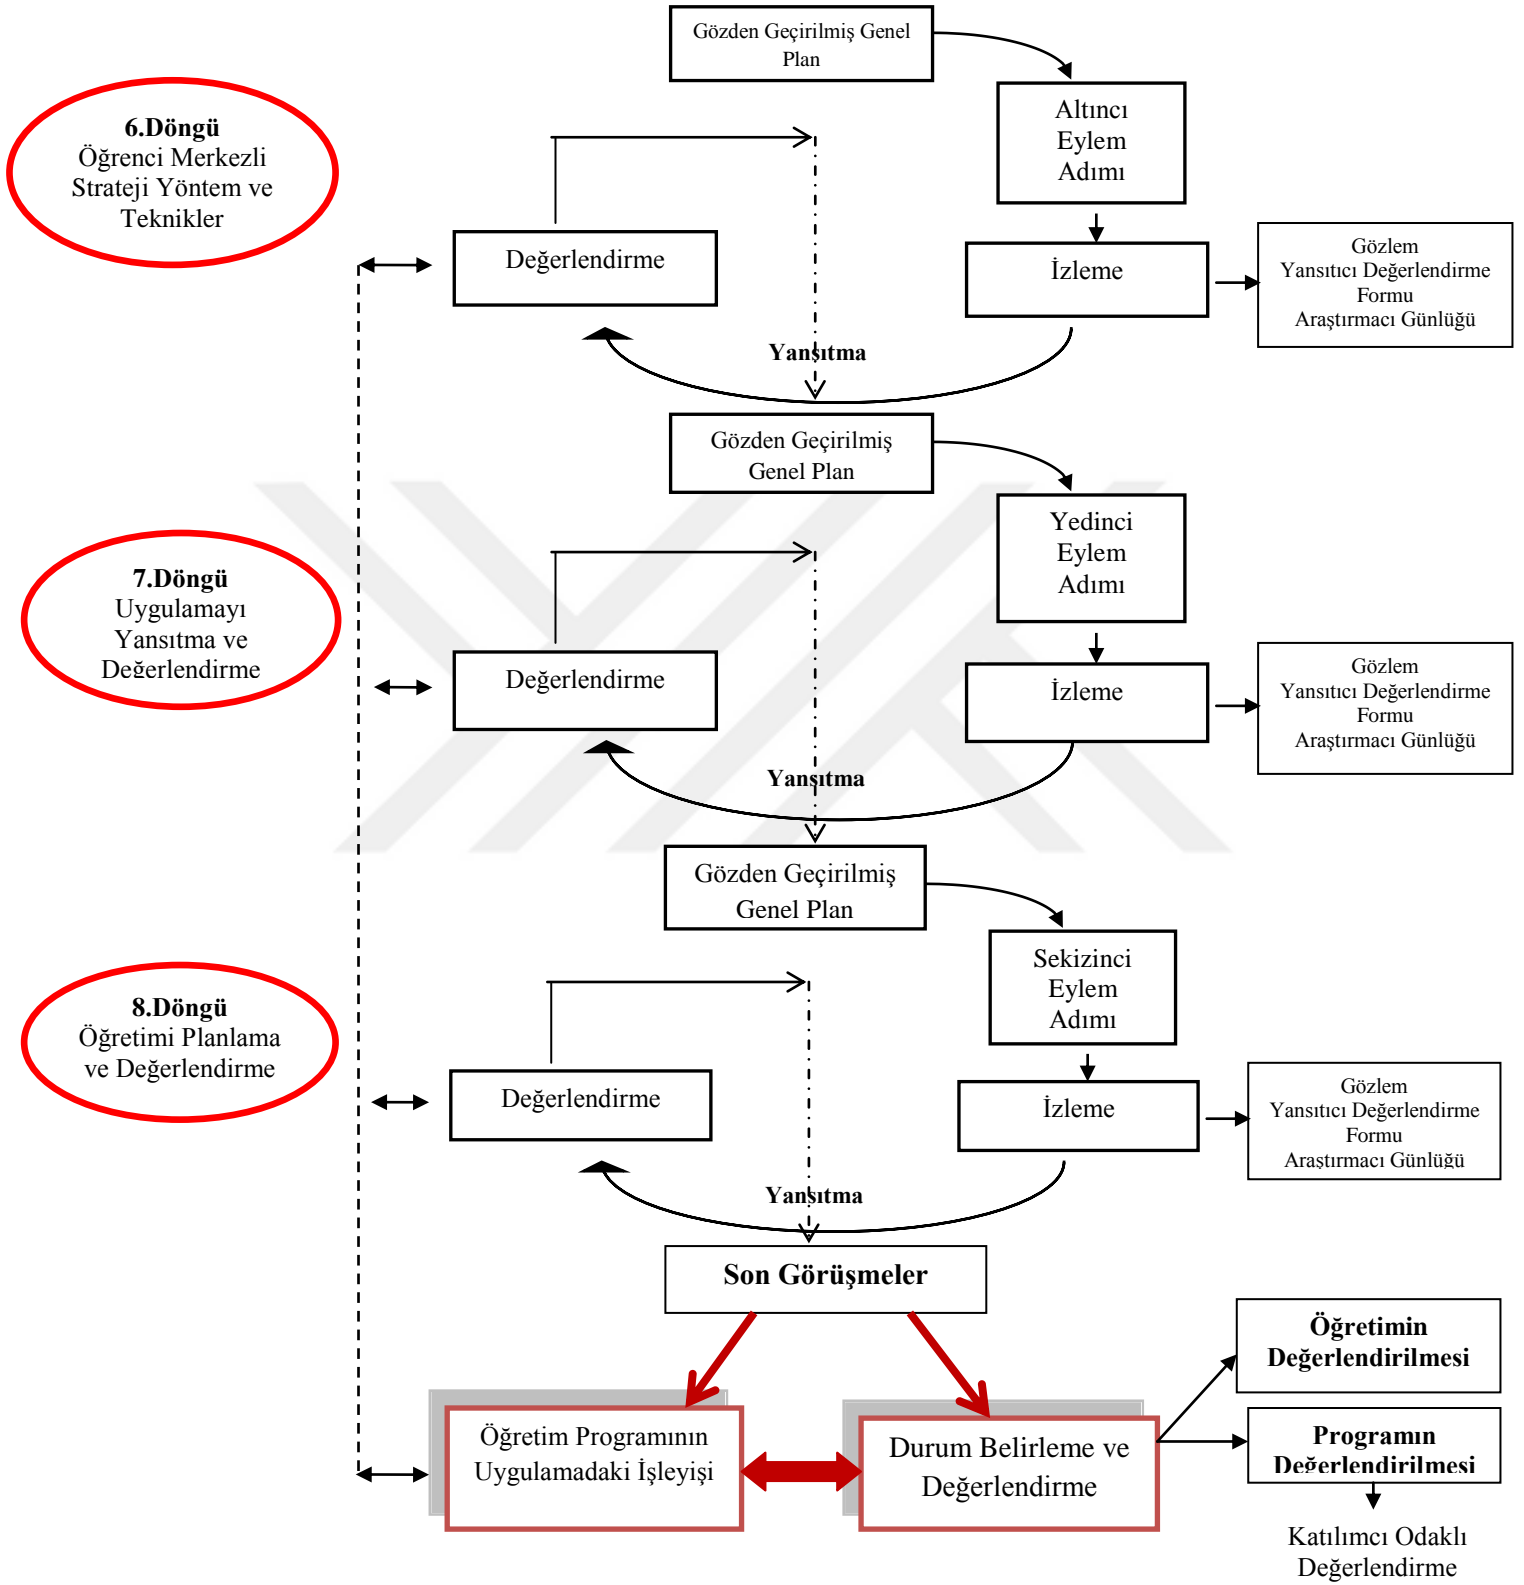 Gözden Geçirilmiş Genel
Plan
6.Döngü
Öğrenci Merkezli
Strateji Yöntem ve
Teknikler
Altıncı
Eylem
Adımı
Değerlendirme
İzleme
Gözlem
Yansıtıcı Değerlendirme
Formu
Araştırmacı Günlüğü
Yansıtma
Gözden Geçirilmiş
Genel Plan
7.Döngü
Uygulamayı
Yansıtma ve
Değerlendirme
Yedinci
Eylem
Adımı
Değerlendirme
İzleme
Gözlem
Yansıtıcı Değerlendirme
Formu
Araştırmacı Günlüğü
Yansıtma
Gözden Geçirilmiş
Genel Plan
8.Döngü
Öğretimi Planlama
ve Değerlendirme
Sekizinci
Eylem
Adımı
Değerlendirme
İzleme
Gözlem
Yansıtıcı Değerlendirme
Formu
Araştırmacı Günlüğü
Yansıtma
Son Görüşmeler
Öğretim Programının
Uygulamadaki İşleyişi
Durum Belirleme ve
Değerlendirme
Öğretimin
Değerlendirilmesi
Programın
Değerlendirilmesi
Katılımcı Odaklı
Değerlendirme